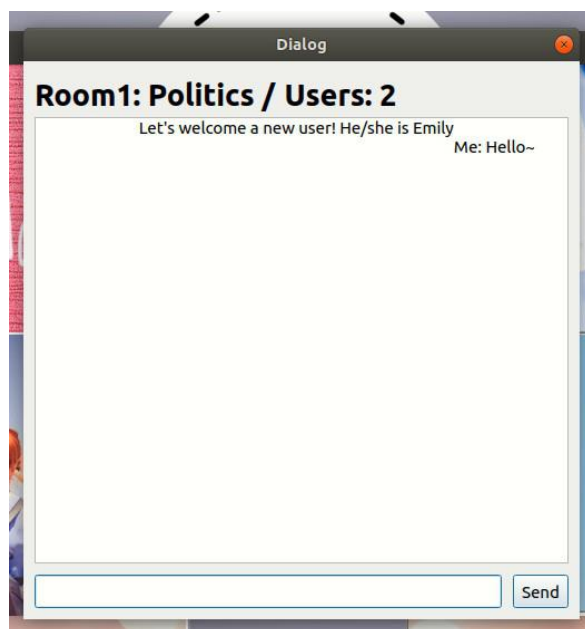 Dialog
Room1: Politics / Users: 2
Let's welcome a new user! He/she is Emily
Me: Hello~
Send